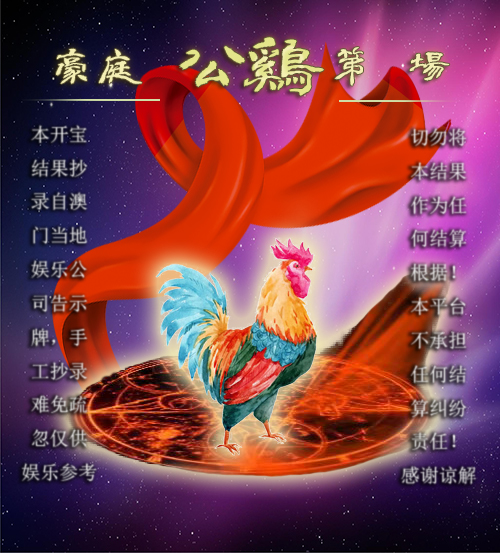 豪庭 公鷄 第 場
本开宝
结果抄
录自澳
门当地
娱乐公
司告示
牌，手
工抄录
难免疏
忽仅供
娱乐参考
切勿将
本结果
作为任
何结算
根据！
本平台
不承担
任何结
算纠纷
责任！
感谢谅解